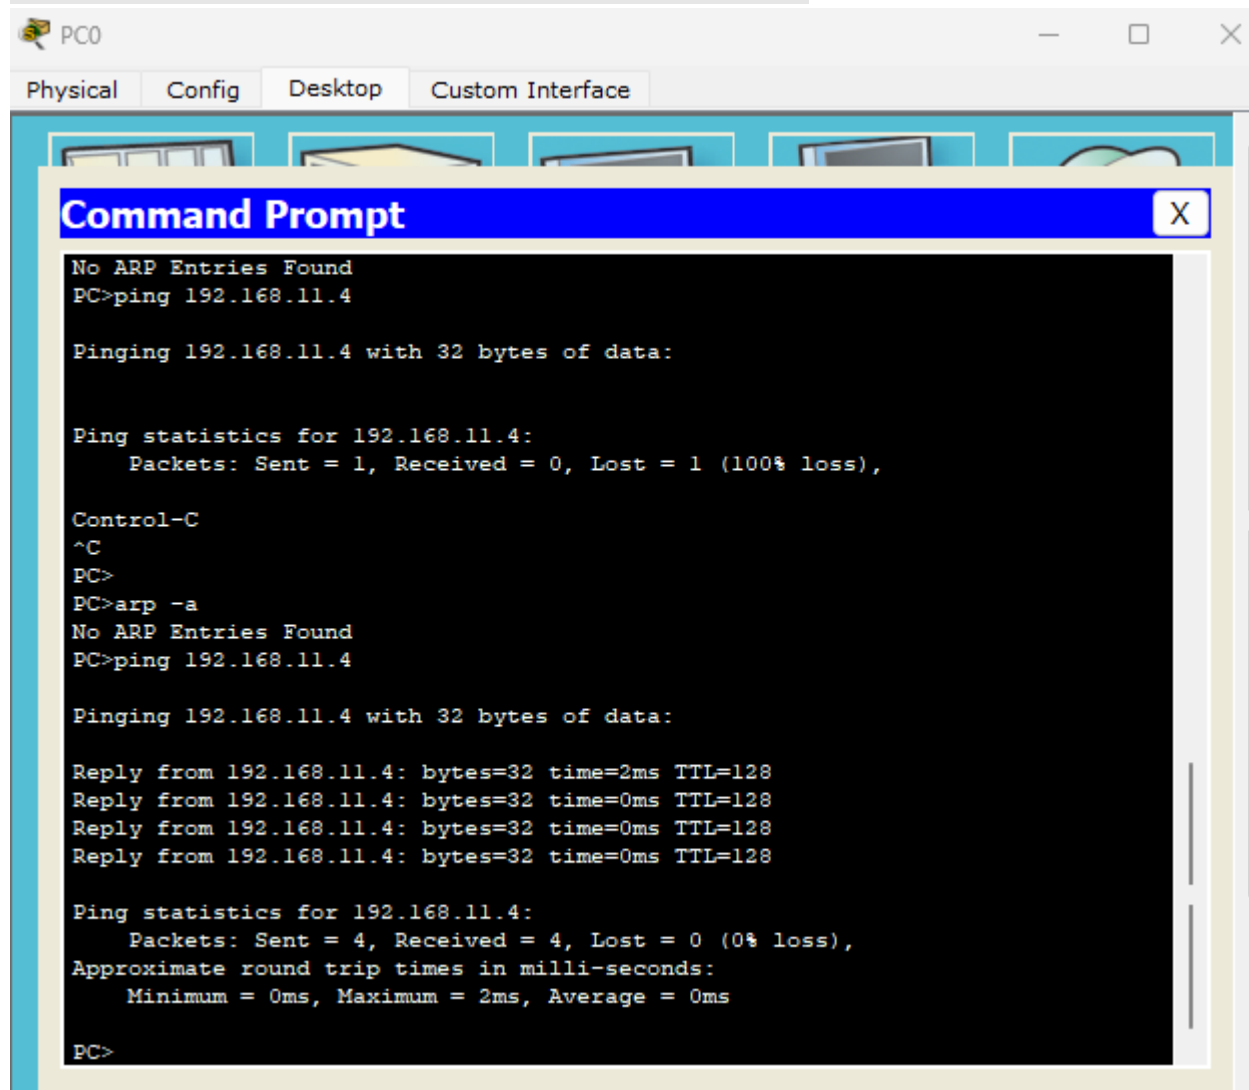 PC0
Physical Config Desktop Custom Interface
Command Prompt X
No ARP Entries Found
PC>ping 192.168.11.4
Pinging 192.168.11.4 with 32 bytes of data:
Ping statistics for 192.168.11.4:
Packets: Sent = 1, Received = 0, Lost = 1 (100% loss),
Control-C
^C
PC>
PC>arp -a
No ARP Entries Found
PC>ping 192.168.11.4
Pinging 192.168.11.4 with 32 bytes of data:
Reply from 192.168.11.4: bytes=32 time=2ms TTL=128
Reply from 192.168.11.4: bytes=32 time=0ms TTL=128
Reply from 192.168.11.4: bytes=32 time=0ms TTL=128
Reply from 192.168.11.4: bytes=32 time=0ms TTL=128
Ping statistics for 192.168.11.4:
Packets: Sent = 4, Received = 4, Lost = 0 (0% loss),
Approximate round trip times in milli-seconds:
Minimum = 0ms, Maximum = 2ms, Average = 0ms
PC>